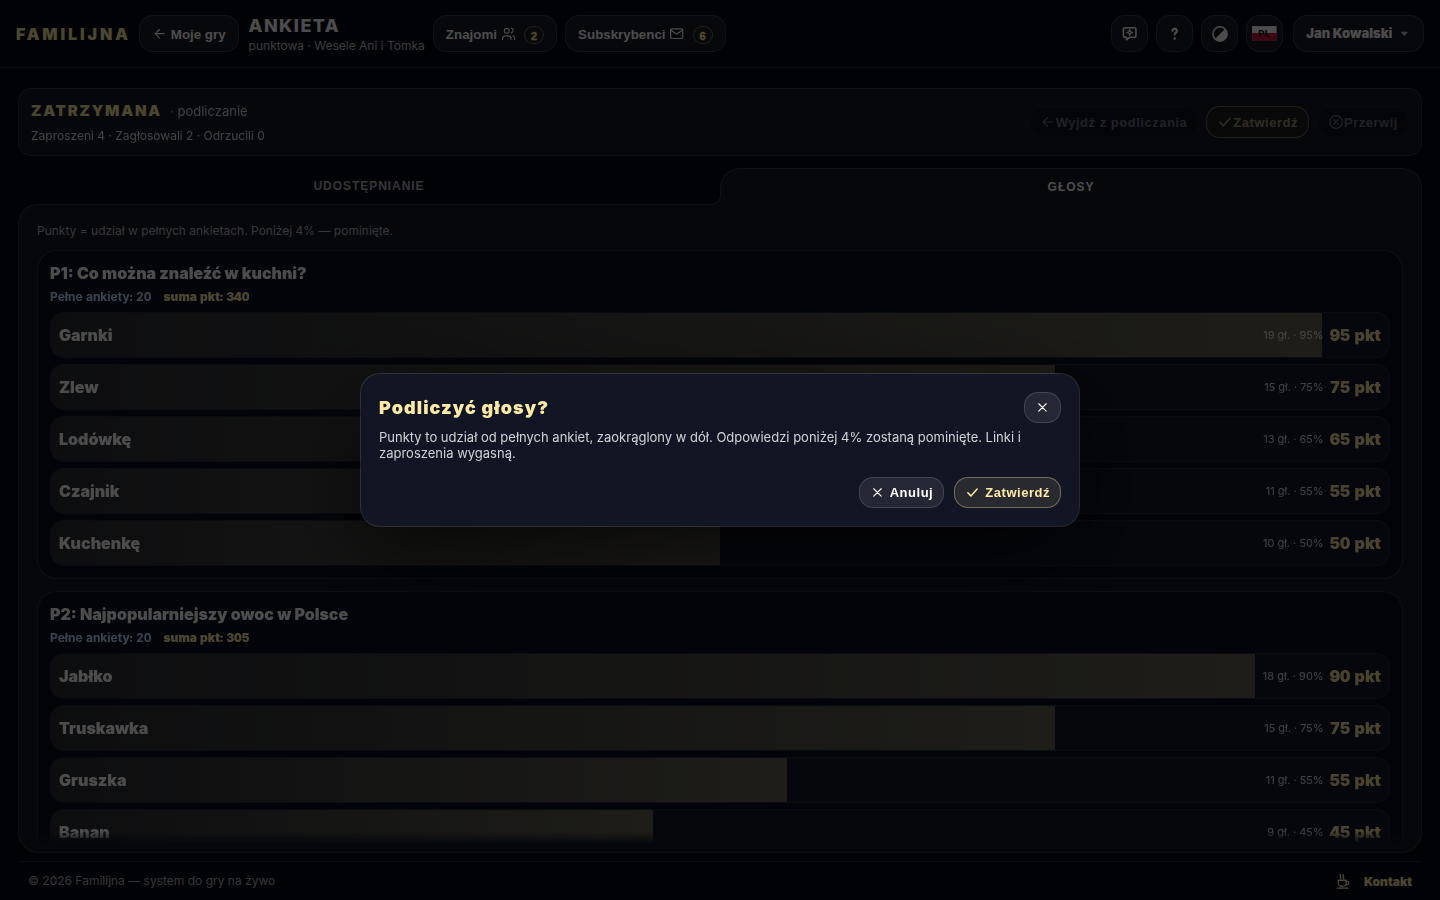 FAMILIJNA
Moje gry
ANKIETA
punktowa · Wesele Ani i Tomka
Znajomi 2
Subskrybenci 6
?
PL
Jan Kowalski
ZATRZYMANA · podliczanie
Zaproszeni 4 · Zagłosowali 2 · Odrzucili 0
Wyjdź z podliczania
Zatwierdź
Przerwij
UDOSTĘPNIANIE
GŁOSY
Punkty = udział w pełnych ankietach. Poniżej 4% — pominięte.
P1: Co można znaleźć w kuchni?
Pełne ankiety: 20 suma pkt: 340
Garnki 19 gł. · 95% 95 pkt
Zlew 15 gł. · 75% 75 pkt
Lodówkę 13 gł. · 65% 65 pkt
Czajnik 11 gł. · 55% 55 pkt
Kuchenkę 10 gł. · 50% 50 pkt
Podliczyć głosy?
Punkty to udział od pełnych ankiet, zaokrąglony w dół. Odpowiedzi poniżej 4% zostaną pominięte. Linki i
zaproszenia wygasną.
Anuluj
Zatwierdź
P2: Najpopularniejszy owoc w Polsce
Pełne ankiety: 20 suma pkt: 305
Jabłko 18 gł. · 90% 90 pkt
Truskawka 15 gł. · 75% 75 pkt
Gruszka 11 gł. · 55% 55 pkt
Banan 9 gł. · 45% 45 pkt
© 2026 Familijna — system do gry na żywo
Kontakt